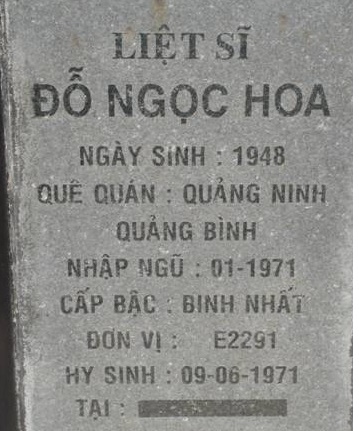 LIỆT SĨ
ĐỖ NGỌC HOA
NGÀY SINH : 1948
QUÊ QUÁN : QUẢNG NINH
QUẢNG BÌNH
NHẬP NGŨ : 01-1971
CẤP BẬC : BINH NHẤT
ĐƠN VỊ : E2291
HY SINH : 09-06-1971
TẠI :